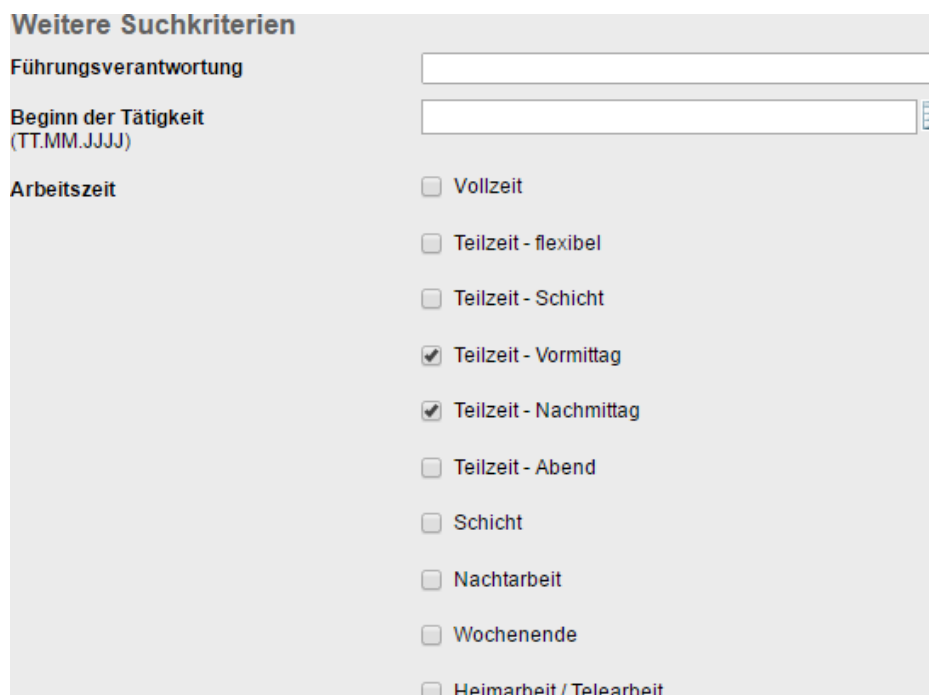 Weitere Suchkriterien
Führungsverantwortung
Beginn der Tätigkeit
(TT.MM.JJJJ)
Arbeitszeit
Vollzeit
Teilzeit - flexibel
Teilzeit - Schicht
Teilzeit - Vormittag
Teilzeit - Nachmittag
Teilzeit - Abend
Schicht
Nachtarbeit
Wochenende
Heimarbeit / Telearbeit